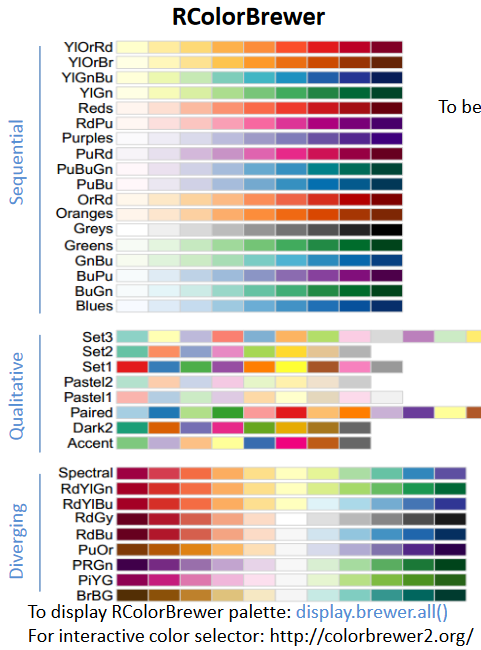 RColorBrewer
Sequential
YlOrRd
YlOrBr
YlGnBu
YlGn
Reds
RdPu
Purples
PuRd
PuBuGn
PuBu
OrRd
Oranges
Greys
Greens
GnBu
BuPu
BuGn
Blues
To be
Qualitative
Set3
Set2
Set1
Pastel2
Pastel1
Paired
Dark2
Accent
Diverging
Spectral
RdYlGn
RdYlBu
RdGy
RdBu
PuOr
PRGn
PiYG
BrBG
To display RColorBrewer palette: display.brewer.all()
For interactive color selector: http://colorbrewer2.org/